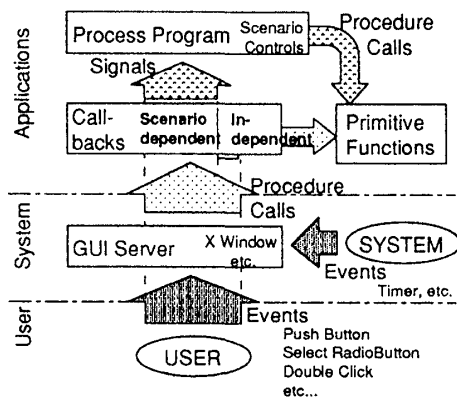 Process Program
Scenario
Controls
Procedure
Calls
Signals
Applications
Call-
backs
Scenario
dependent
In-
dependent
Primitive
Functions
Procedure
Calls
System
GUI Server
X Window
etc.
SYSTEM
Events
Timer, etc.
User
Events
USER
Push Button
Select RadioButton
Double Click
etc...